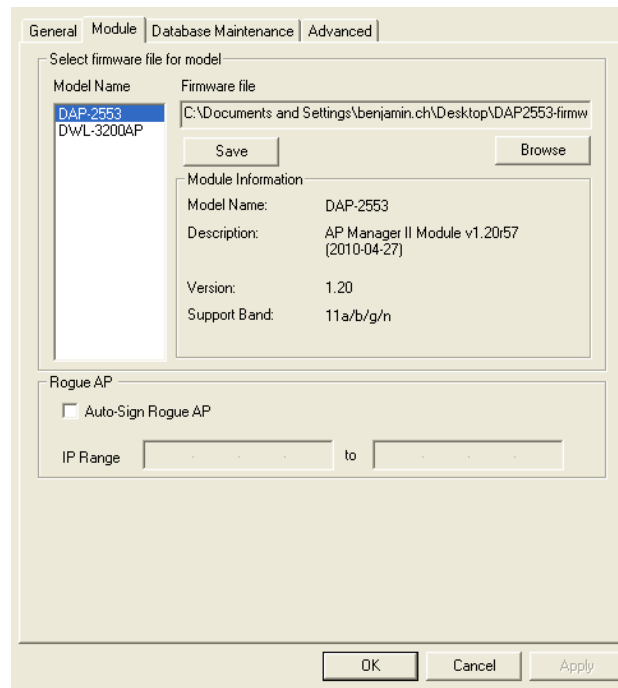 General Module Database Maintenance Advanced
Select firmware file for model
Model Name Firmware file
DAP-2553
DWL-3200AP
C:\Documents and Settings\benjamin.ch\Desktop\DAP2553-firmw
Save Browse
Module Information
Model Name: DAP-2553
Description: AP Manager II Module v1.20r57
(2010-04-27)
Version: 1.20
Support Band: 11a/b/g/n
Rogue AP
Auto-Sign Rogue AP
IP Range . . . to . . .
OK Cancel Apply